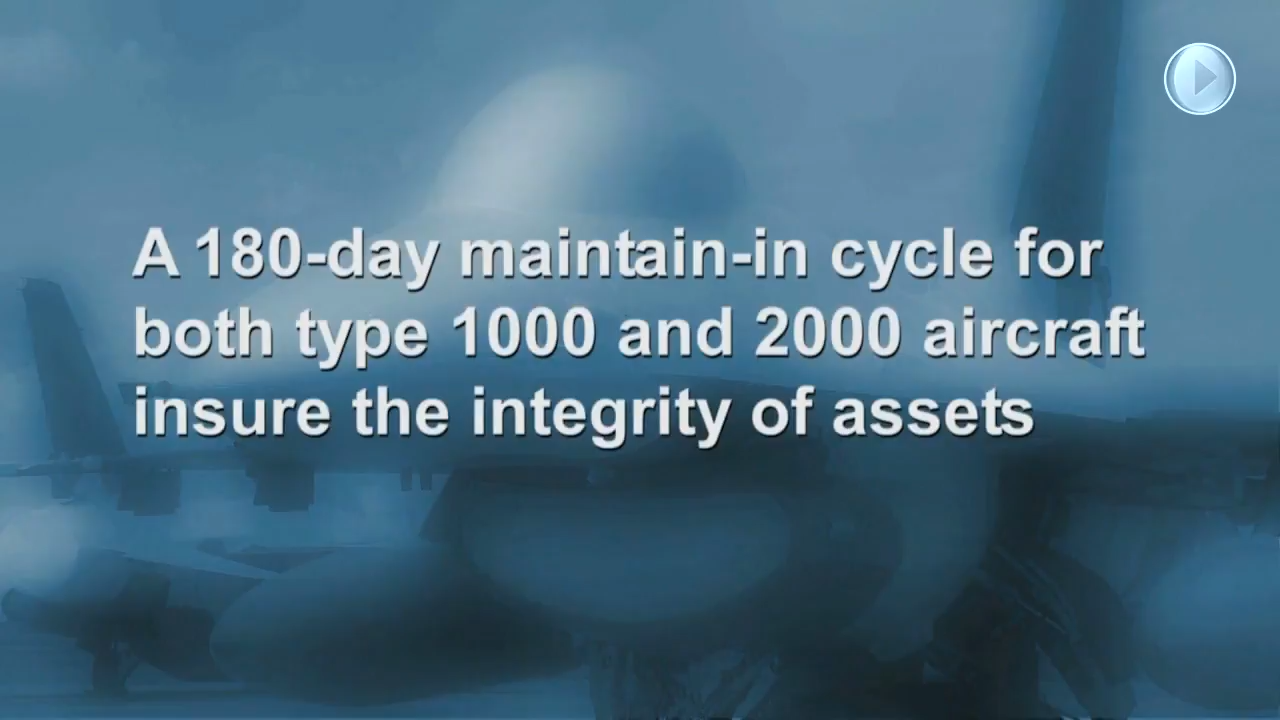 A 180-day maintain-in cycle for
both type 1000 and 2000 aircraft
insure the integrity of assets